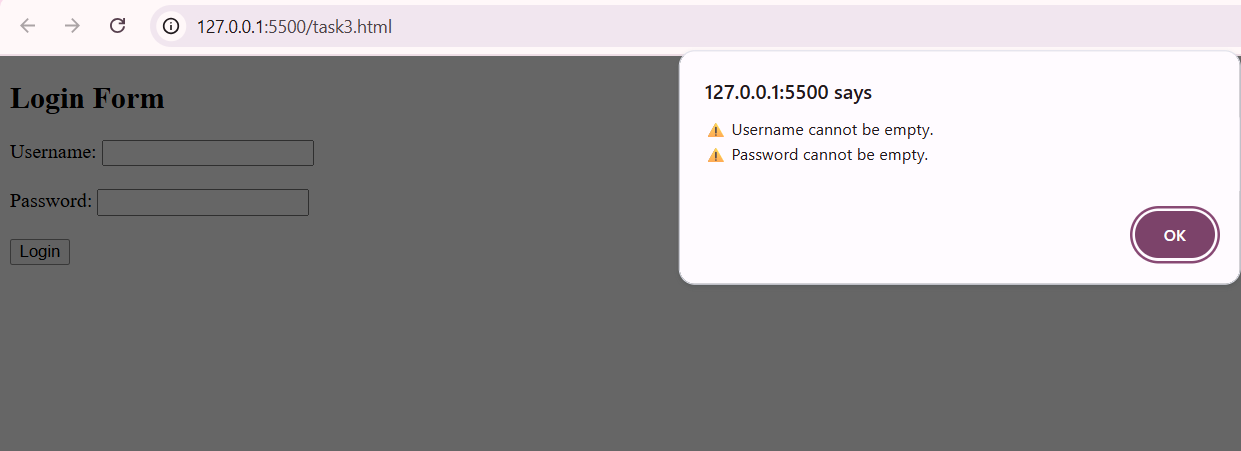 127.0.0.1:5500/task3.html
Login Form
Username:
Password:
Login
127.0.0.1:5500 says
⚠️ Username cannot be empty.
⚠️ Password cannot be empty.
OK